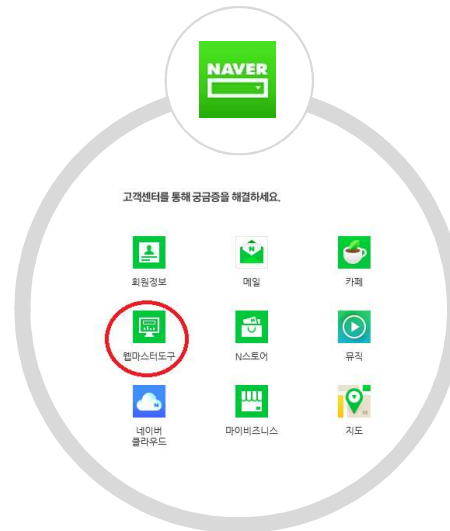 NAVER
고객센터를 통해 궁금증을 해결하세요.
회원정보 메일 카페
웹마스터도구 N스토어 뮤직
네이버 마이비즈니스 지도
클라우드